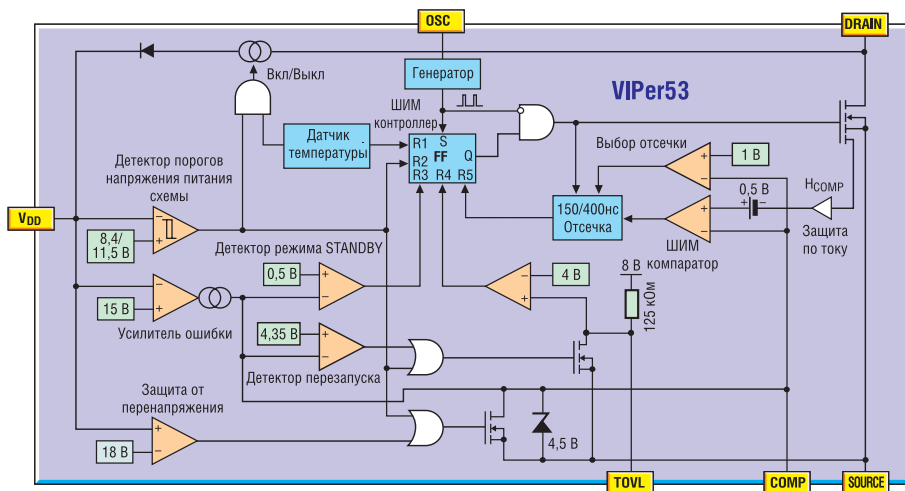 OSC
DRAIN
Вкл/Выкл
Генератор
VIPer53
ШИМ
контроллер
Датчик
температуры
S
R1
FF
Q
R2
R3 R4 R5
Выбор отсечки
+
−
1 В
Детектор порогов
напряжения питания
схемы
VDD
−
+
8,4/
11,5 В
150/400нс
Отсечка
+
−
ШИМ
компаратор
0,5 В
+ −
HCOMP
Защита
по току
Детектор режима STANDBY
0,5 В
+
−
−
+
4 В
8 В
125 кОм
−
+
15 В
Усилитель ошибки
4,35 В
+
−
Детектор перезапуска
Защита от
перенапряжения
+
−
18 В
4,5 В
TOVL
COMP
SOURCE